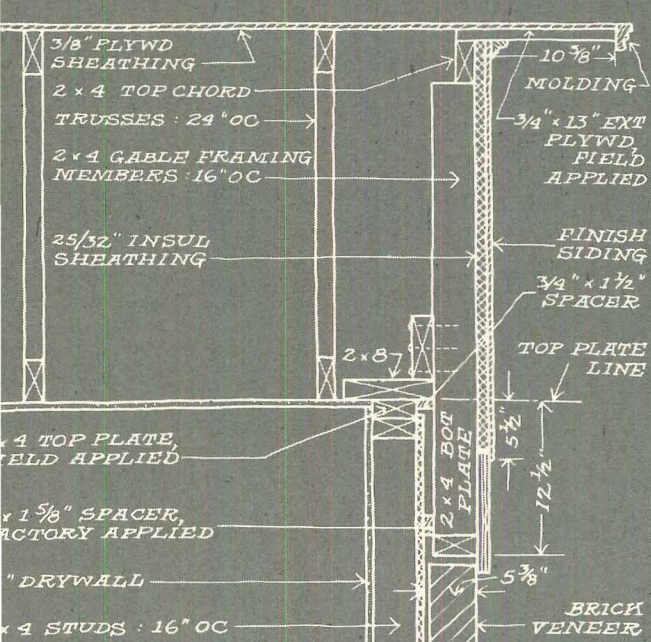 3/8" PLYWD
SHEATHING
2 x 4 TOP CHORD
TRUSSES : 24" OC
2 x 4 GABLE FRAMING
MEMBERS : 16" OC
25/32" INSUL
SHEATHING
2 x 8
x 4 TOP PLATE,
IELD APPLIED
x 1 5/8" SPACER,
ACTORY APPLIED
" DRYWALL
x 4 STUDS : 16" OC
10 5/8"
MOLDING
3/4" x 13" EXT
PLYWD,
FIELD
APPLIED
FINISH
SIDING
3/4" x 1 1/2"
SPACER
TOP PLATE
LINE
5 1/2"
12 1/2"
2 x 4 BOT
PLATE
5 3/8"
BRICK
VENEER